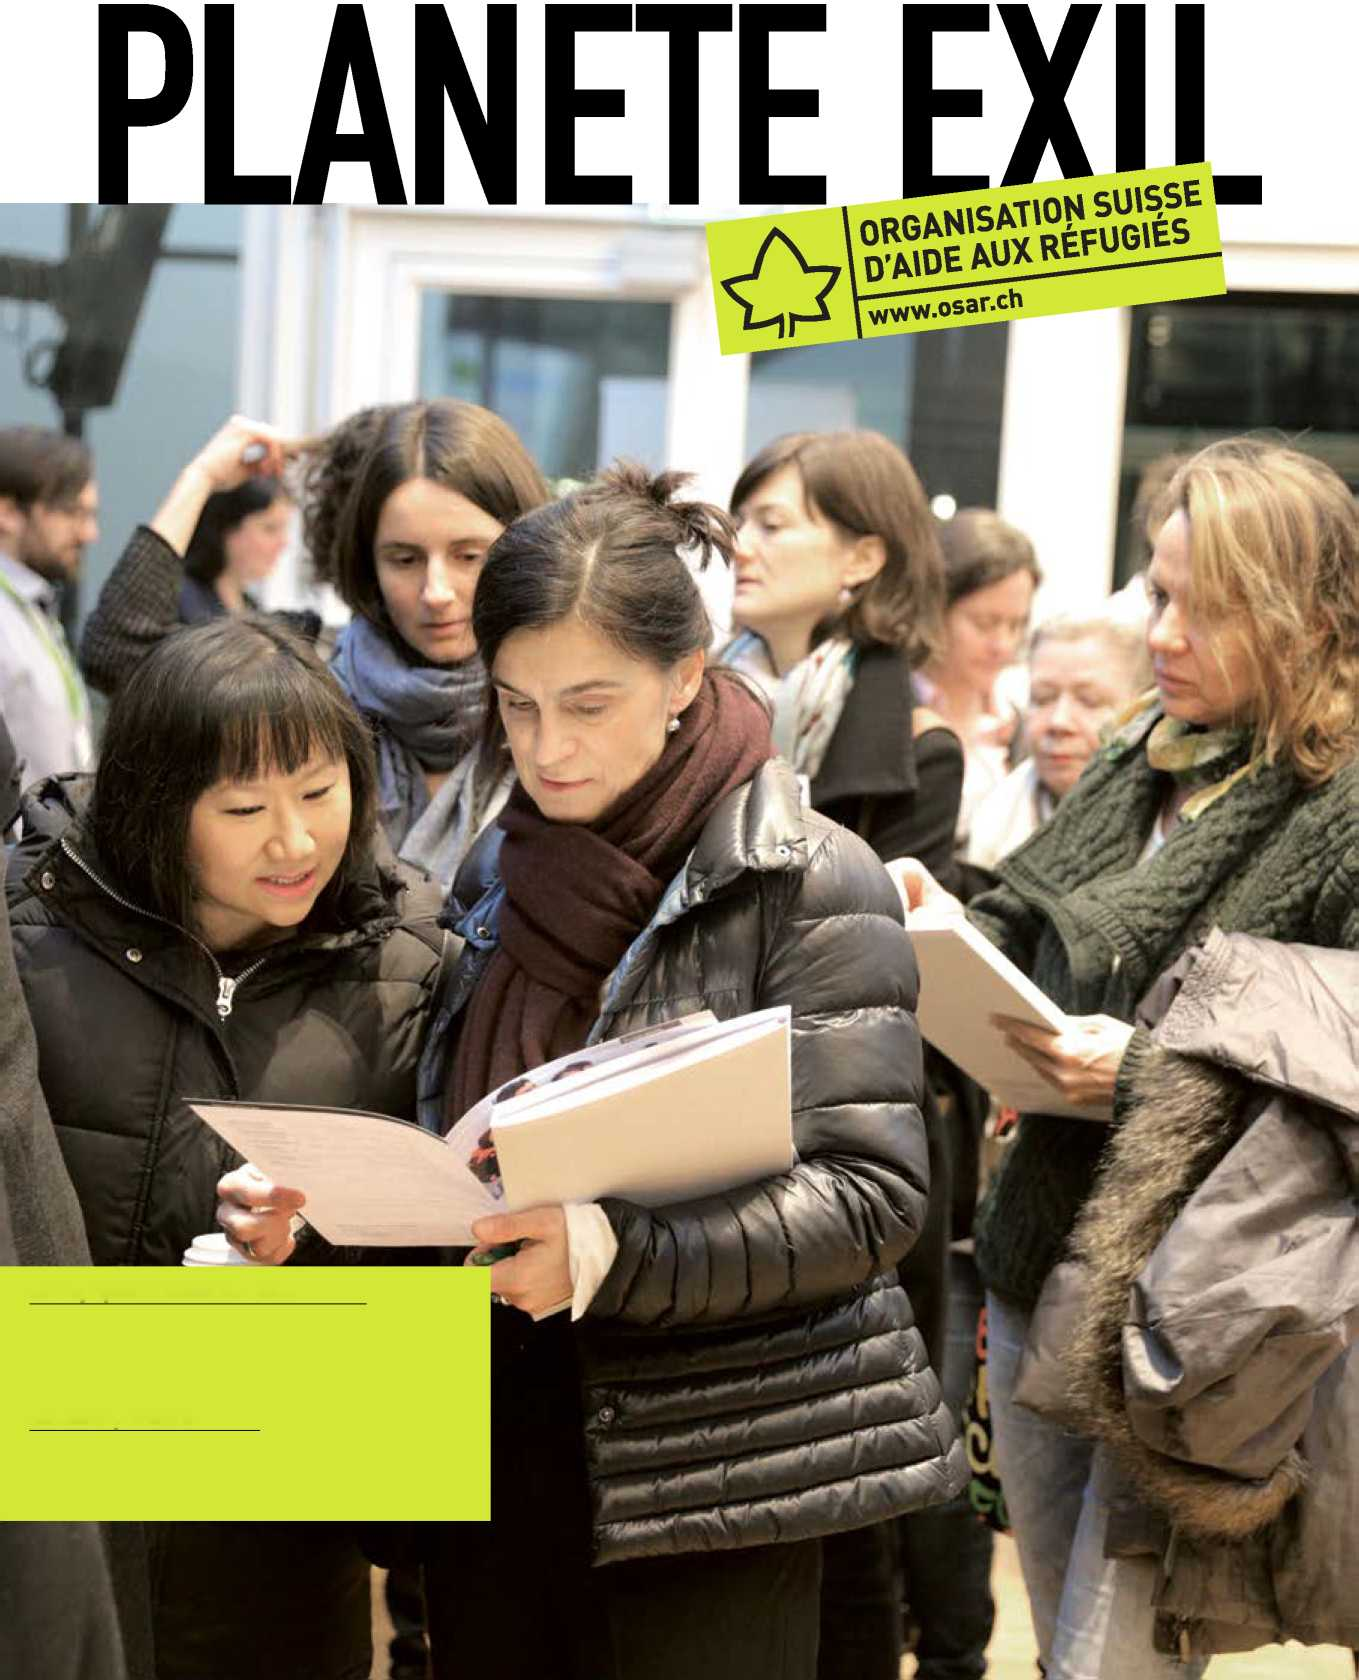 PLANETE EXIL
ORGANISATION SUISSE
D'AIDE AUX RÉFUGIÉS
www.osar.ch